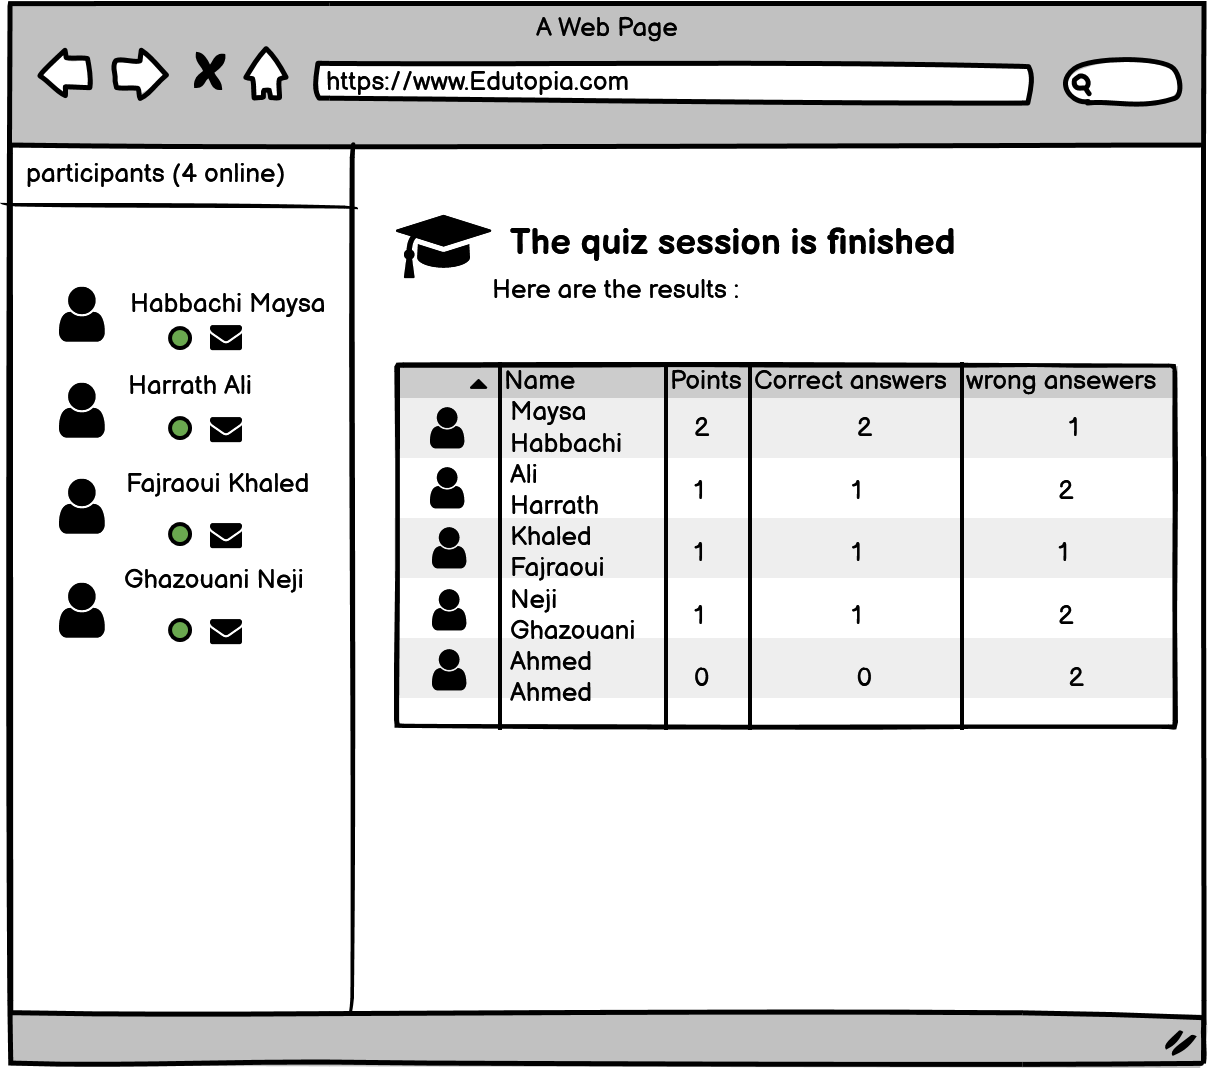 A Web Page
https://www.Edutopia.com
participants (4 online)
Habbachi Maysa
Harrath Ali
Fajraoui Khaled
Ghazouani Neji
The quiz session is finished
Here are the results :
Name Points Correct answers wrong ansewers
Maysa
Habbachi 2 2 1
Ali
Harrath 1 1 2
Khaled
Fajraoui 1 1 1
Neji
Ghazouani 1 1 2
Ahmed
Ahmed 0 0 2